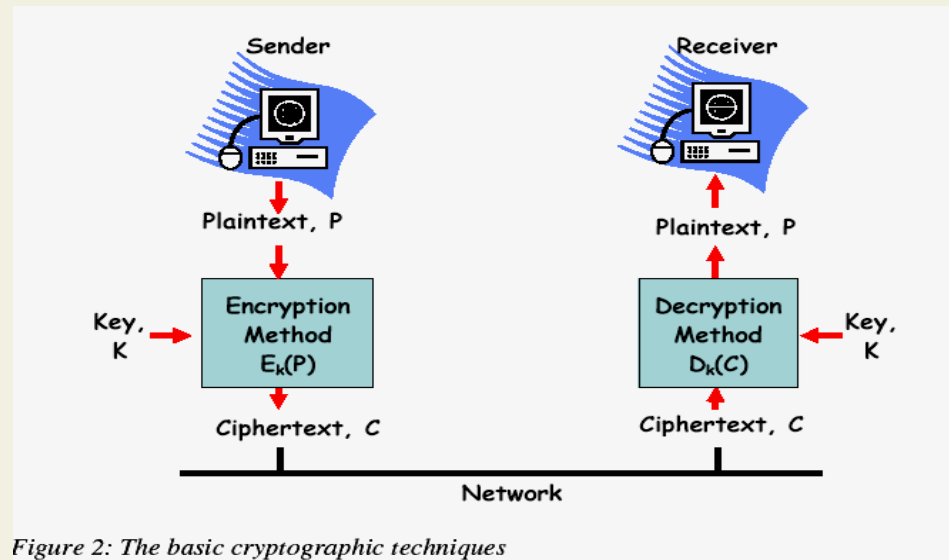 Sender
Receiver
Plaintext, P
Plaintext, P
Encryption
Method
Eₖ(P)
Key,
K
Decryption
Method
Dₖ(C)
Key,
K
Ciphertext, C
Ciphertext, C
Network
Figure 2: The basic cryptographic techniques